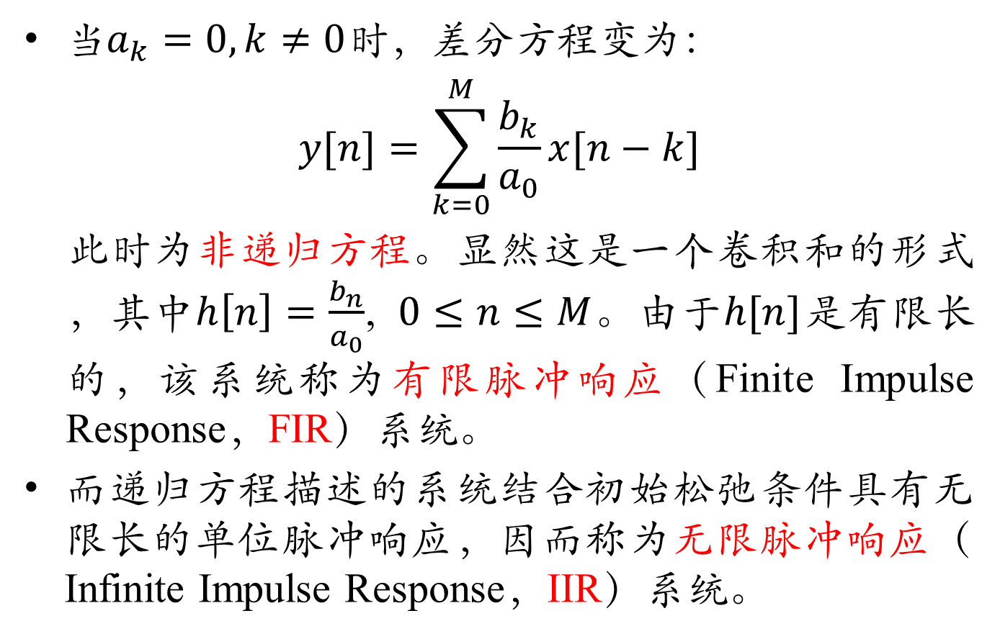 • 当𝑎ₖ = 0, 𝑘 ≠ 0时，差分方程变为：
y[n] = \sum_{k=0}^{M} \frac{b_k}{a_0} x[n − k]
此时为非递归方程。显然这是一个卷积和的形式
，其中h[n] = \frac{b_n}{a_0}, 0 ≤ n ≤ M。由于h[n]是有限长
的，该系统称为有限脉冲响应（Finite Impulse
Response，FIR）系统。
• 而递归方程描述的系统结合初始松弛条件具有无
限长的单位脉冲响应，因而称为无限脉冲响应（
Infinite Impulse Response，IIR）系统。